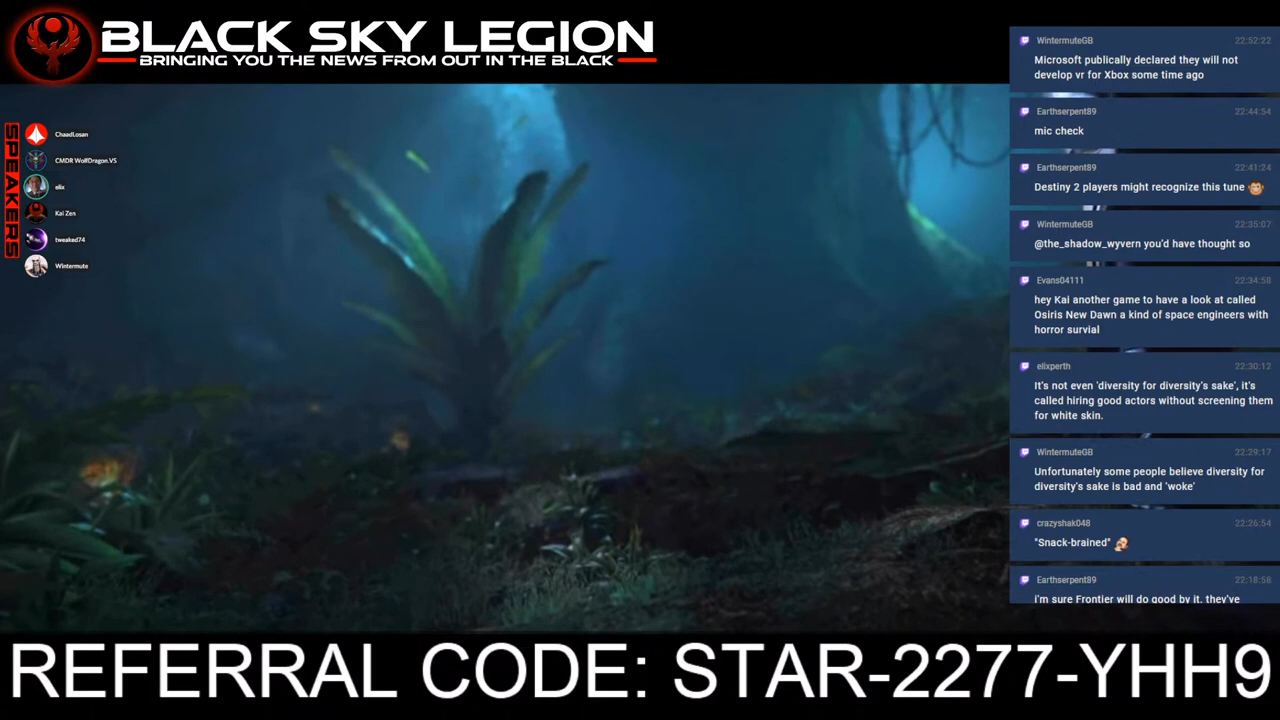 BLACK SKY LEGION
BRINGING YOU THE NEWS FROM OUT IN THE BLACK
SPEAKERS
ChaadLosan
CMDR WolfDragon.VS
elix
Kai Zen
tweaked74
Wintermute
WintermuteGB 22:52:22
Microsoft publically declared they will not
develop vr for Xbox some time ago
Earthserpent89 22:44:54
mic check
Earthserpent89 22:41:24
Destiny 2 players might recognize this tune
WintermuteGB 22:35:07
@the_shadow_wyvern you'd have thought so
Evans04111 22:34:58
hey Kai another game to have a look at called
Osiris New Dawn a kind of space engineers with
horror survial
elixperth 22:30:12
It's not even 'diversity for diversity's sake', it's
called hiring good actors without screening them
for white skin.
WintermuteGB 22:29:17
Unfortunately some people believe diversity for
diversity's sake is bad and 'woke'
crazyshak048 22:26:54
"Snack-brained"
Earthserpent89 22:18:58
i'm sure Frontier will do good by it. they've
REFERRAL CODE: STAR-2277-YHH9